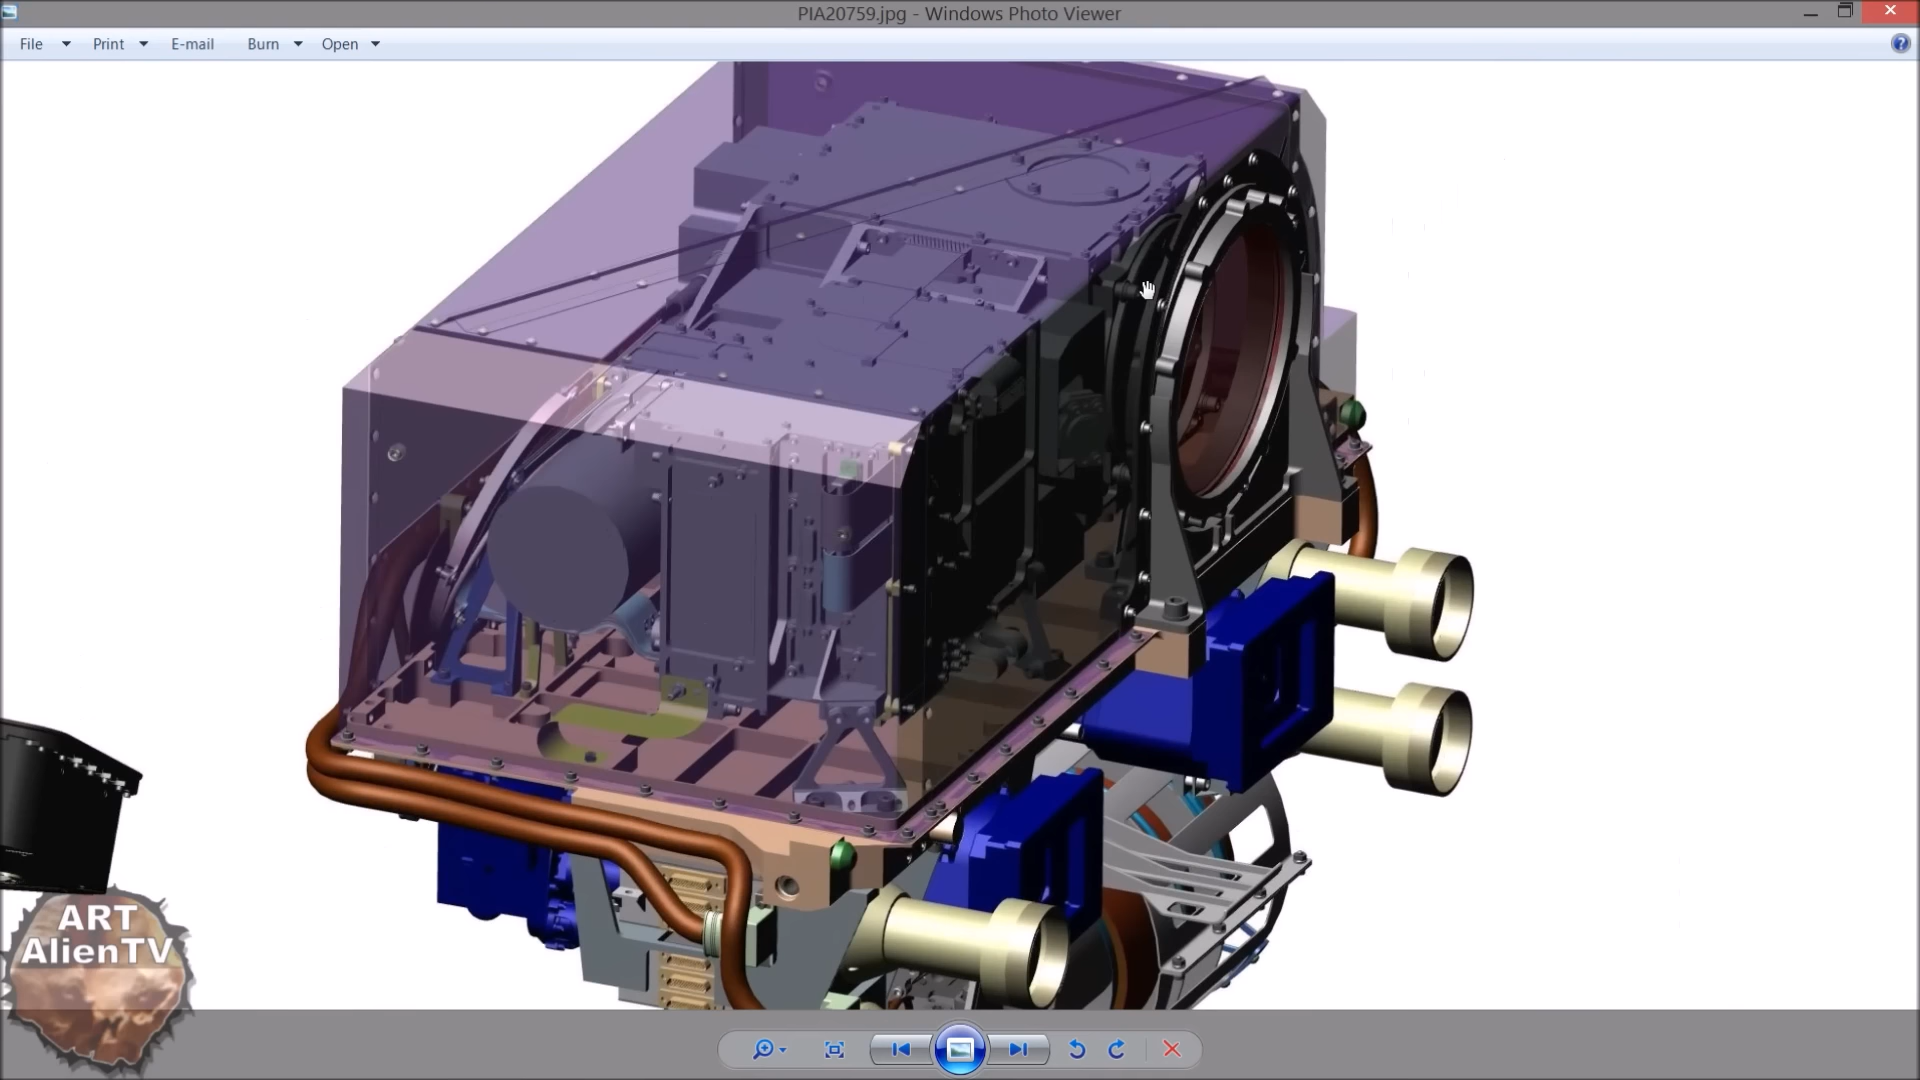 PIA20759.jpg - Windows Photo Viewer
File Print E-mail Burn Open
ART
AlienTV